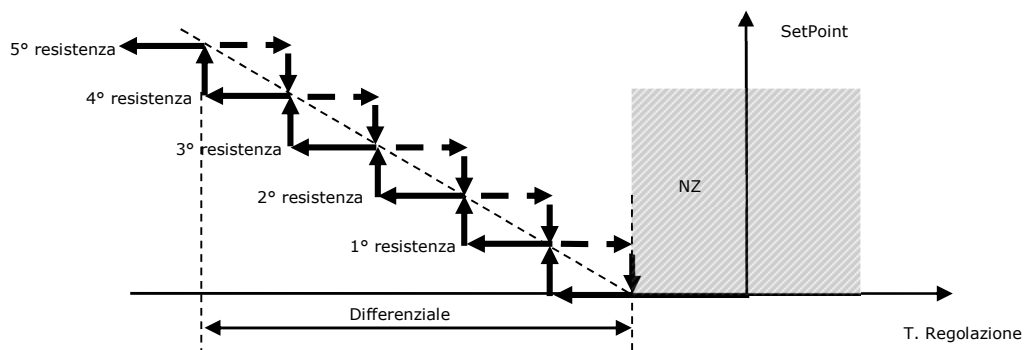 SetPoint
5° resistenza
4° resistenza
3° resistenza
NZ
2° resistenza
1° resistenza
Differenziale
T. Regolazione